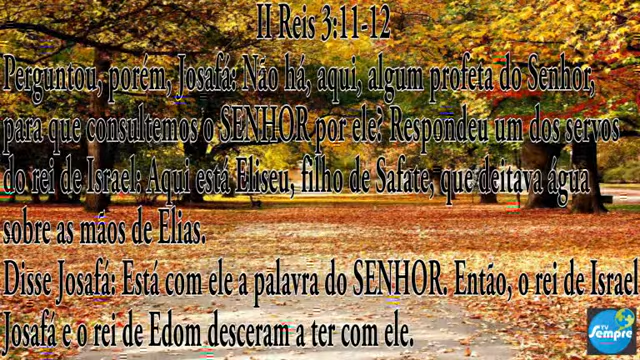 II Reis 3:11-12
Perguntou, porém, Josafá: Não há, aqui, algum profeta do Senhor,
para que consultemos o SENHOR por ele? Respondeu um dos servos
do rei de Israel: Aqui está Eliseu, filho de Safate, que deitava água
sobre as mãos de Elias.
Disse Josafá: Está com ele a palavra do SENHOR. Então, o rei de Israel
Josafá e o rei de Edom desceram a ter com ele.
TV
Sempre